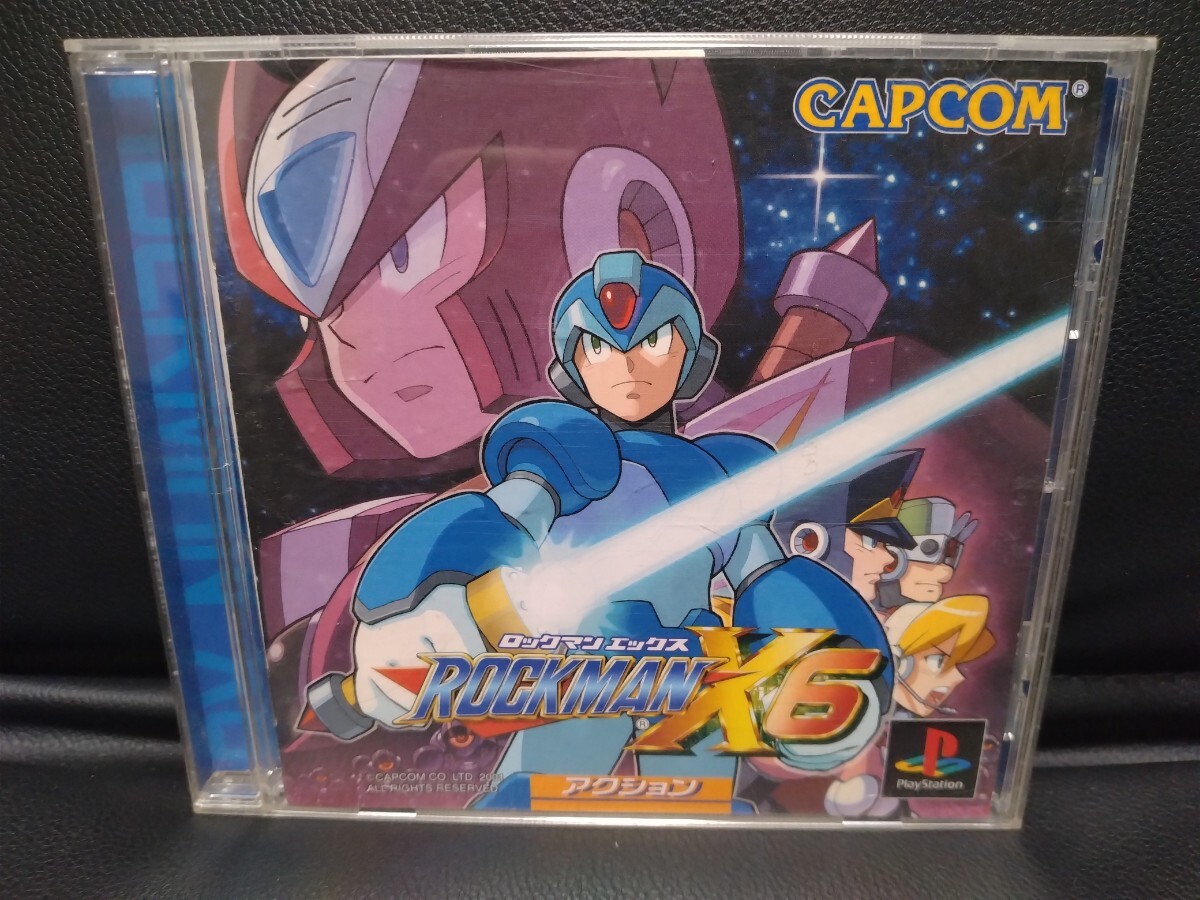 CAPCOM®
ロックマン エックス
ROCKMAN® X6
©CAPCOM CO., LTD. 2001
ALL RIGHTS RESERVED.
アクション
PlayStation